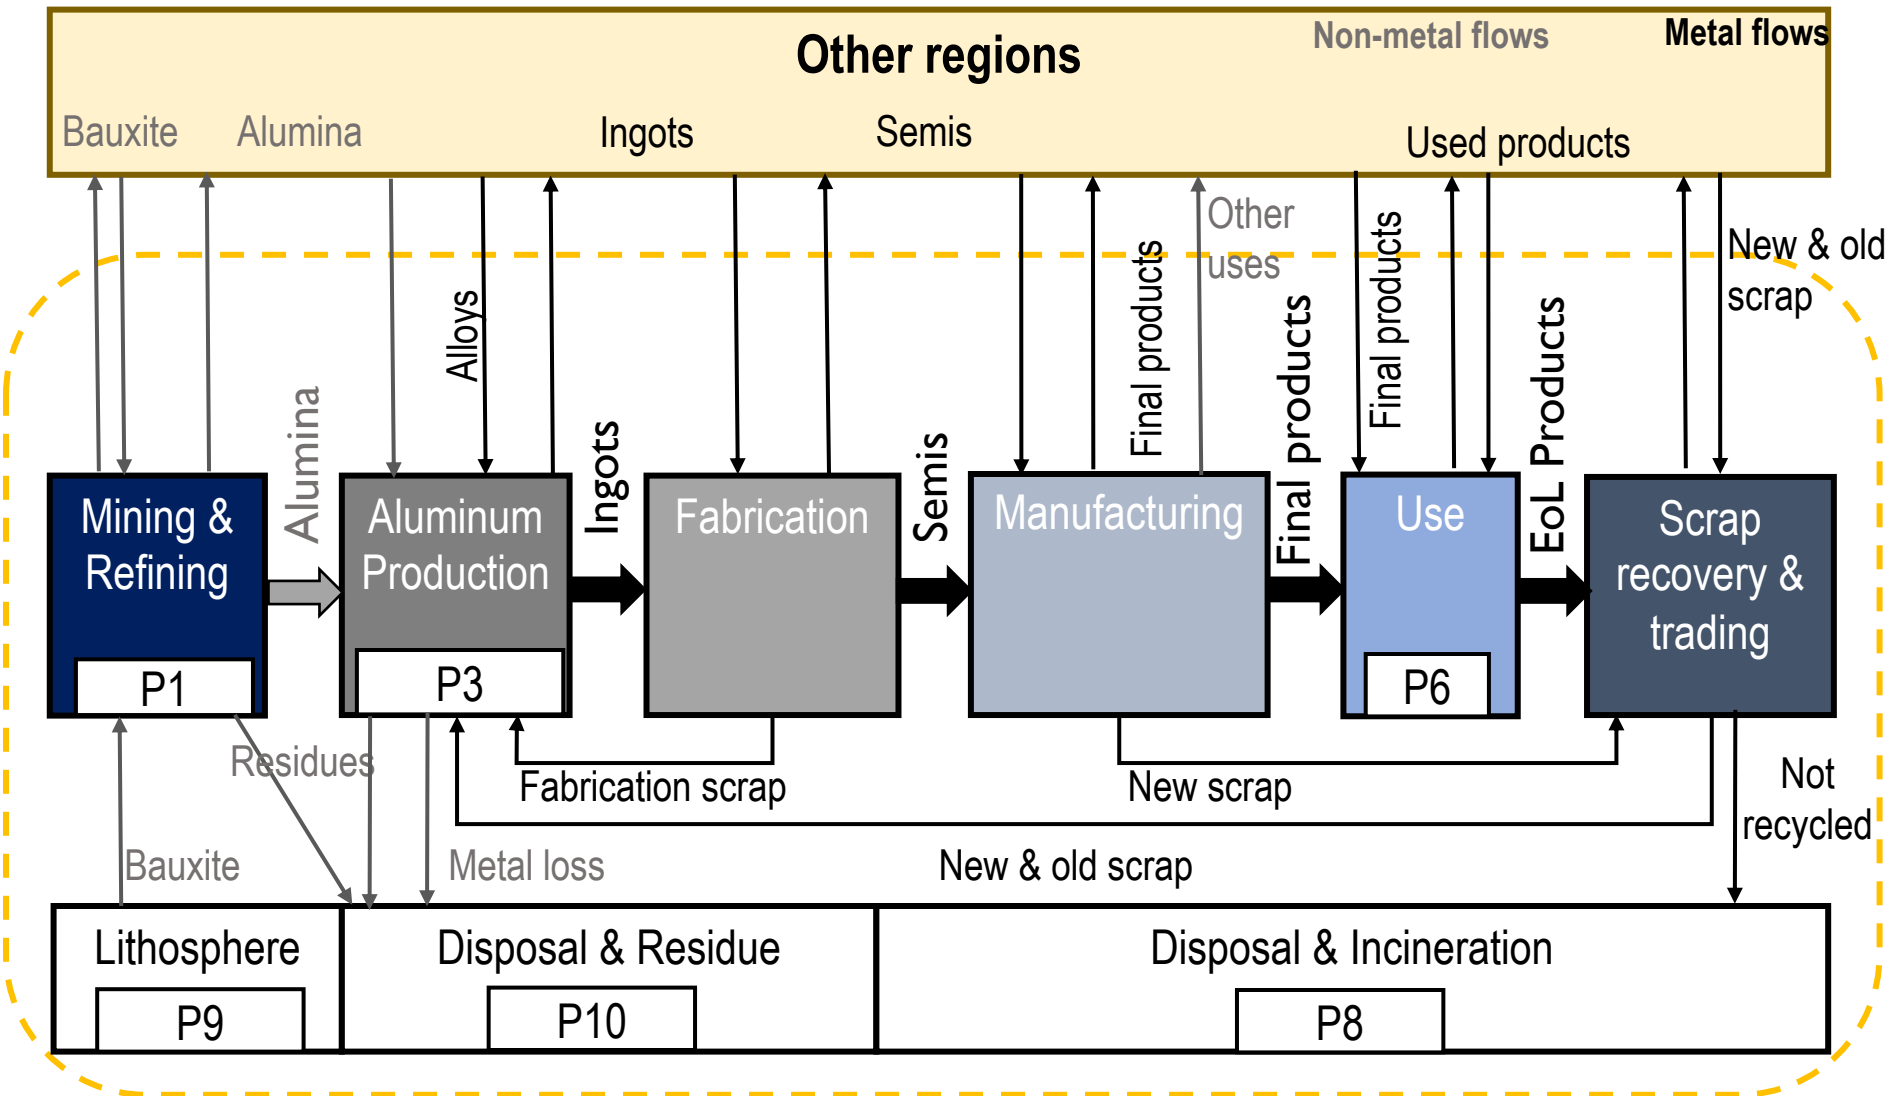 Other regions
Non-metal flows
Metal flows
Bauxite
Alumina
Ingots
Semis
Used products
Other
uses
New & old
scrap
Alloys
Final products
Final products
Alumina
Ingots
Semis
Final products
EoL Products
Mining &
Refining
P1
Aluminum
Production
P3
Fabrication
Manufacturing
Use
P6
Scrap
recovery &
trading
Residues
Fabrication scrap
New scrap
Not
recycled
Bauxite
Metal loss
New & old scrap
Lithosphere
P9
Disposal & Residue
P10
Disposal & Incineration
P8